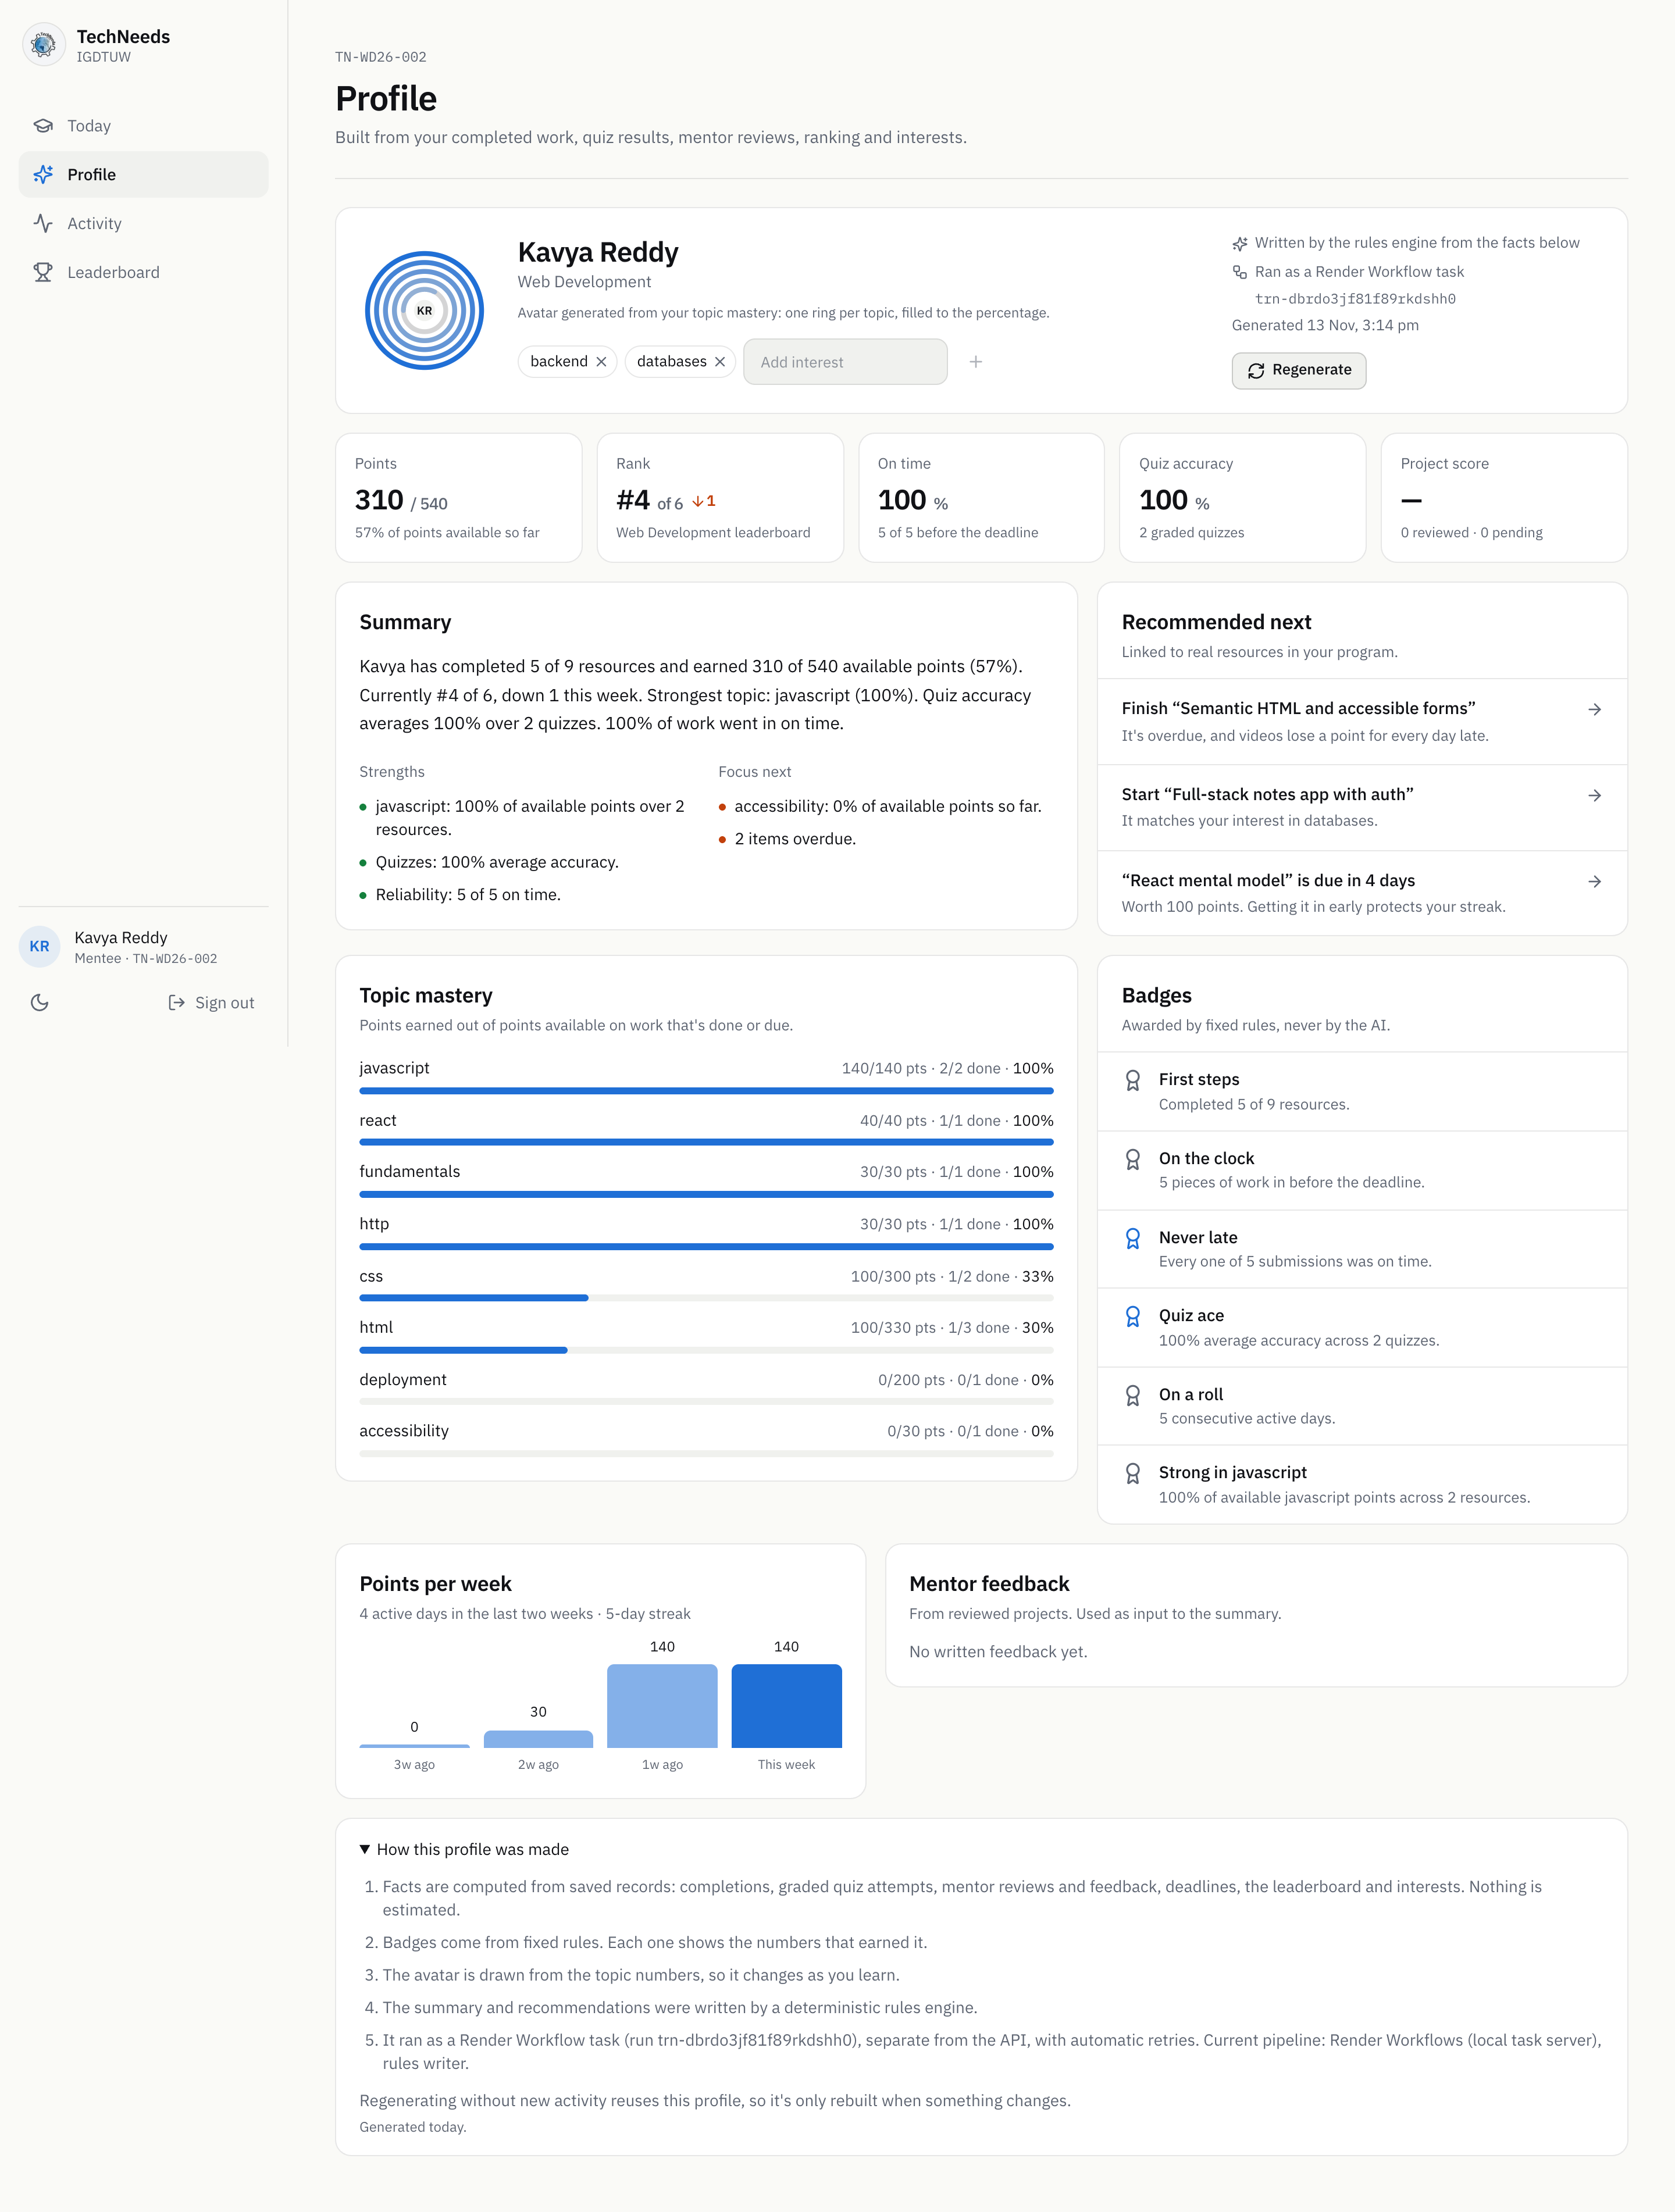 TechNeeds
IGDTUW
Today
Profile
Activity
Leaderboard
Kavya Reddy
KR
Mentee · TN-WD26-002
Sign out
TN-WD26-002
Profile
Built from your completed work, quiz results, mentor reviews, ranking and interests.
KR
Kavya Reddy
Web Development
Avatar generated from your topic mastery: one ring per topic, filled to the percentage.
backend
databases
Add interest
Written by the rules engine from the facts below
Ran as a Render Workflow task
trn-dbrdo3jf81f89rkdshh0
Generated 13 Nov, 3:14 pm
Regenerate
Points
310 / 540
57% of points available so far
Rank
#4 of 6 ↓1
Web Development leaderboard
On time
100 %
5 of 5 before the deadline
Quiz accuracy
100 %
2 graded quizzes
Project score
—
0 reviewed · 0 pending
Summary
Kavya has completed 5 of 9 resources and earned 310 of 540 available points (57%).
Currently #4 of 6, down 1 this week. Strongest topic: javascript (100%). Quiz accuracy
averages 100% over 2 quizzes. 100% of work went in on time.
Strengths
javascript: 100% of available points over 2
resources.
Quizzes: 100% average accuracy.
Reliability: 5 of 5 on time.
Focus next
accessibility: 0% of available points so far.
2 items overdue.
Recommended next
Linked to real resources in your program.
Finish “Semantic HTML and accessible forms”
It's overdue, and videos lose a point for every day late.
Start “Full-stack notes app with auth”
It matches your interest in databases.
“React mental model” is due in 4 days
Worth 100 points. Getting it in early protects your streak.
Topic mastery
Points earned out of points available on work that's done or due.
javascript 140/140 pts · 2/2 done · 100%
react 40/40 pts · 1/1 done · 100%
fundamentals 30/30 pts · 1/1 done · 100%
http 30/30 pts · 1/1 done · 100%
css 100/300 pts · 1/2 done · 33%
html 100/330 pts · 1/3 done · 30%
deployment 0/200 pts · 0/1 done · 0%
accessibility 0/30 pts · 0/1 done · 0%
Badges
Awarded by fixed rules, never by the AI.
First steps
Completed 5 of 9 resources.
On the clock
5 pieces of work in before the deadline.
Never late
Every one of 5 submissions was on time.
Quiz ace
100% average accuracy across 2 quizzes.
On a roll
5 consecutive active days.
Strong in javascript
100% of available javascript points across 2 resources.
Points per week
4 active days in the last two weeks · 5-day streak
0 30 140 140
3w ago 2w ago 1w ago This week
Mentor feedback
From reviewed projects. Used as input to the summary.
No written feedback yet.
How this profile was made
1. Facts are computed from saved records: completions, graded quiz attempts, mentor reviews and feedback, deadlines, the leaderboard and interests. Nothing is
estimated.
2. Badges come from fixed rules. Each one shows the numbers that earned it.
3. The avatar is drawn from the topic numbers, so it changes as you learn.
4. The summary and recommendations were written by a deterministic rules engine.
5. It ran as a Render Workflow task (run trn-dbrdo3jf81f89rkdshh0), separate from the API, with automatic retries. Current pipeline: Render Workflows (local task server),
rules writer.
Regenerating without new activity reuses this profile, so it's only rebuilt when something changes.
Generated today.